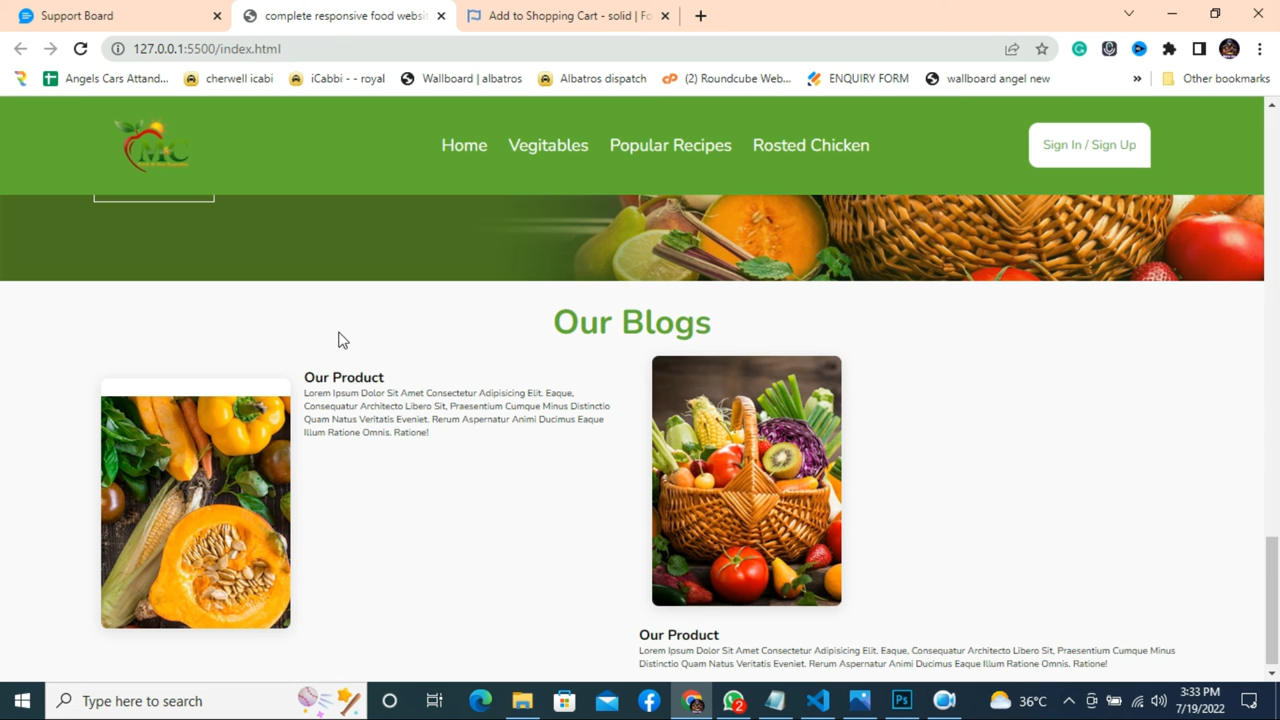 Support Board
complete responsive food websit
Add to Shopping Cart - solid | Fo
127.0.0.1:5500/index.html
Angels Cars Attand...
cherwell icabi
iCabbi - - royal
Wallboard | albatros
Albatros dispatch
(2) Roundcube Web...
ENQUIRY FORM
wallboard angel new
»
Other bookmarks
MC
Home
Vegitables
Popular Recipes
Rosted Chicken
Sign In / Sign Up
Our Blogs
Our Product
Lorem Ipsum Dolor Sit Amet Consectetur Adipisicing Elit. Eaque,
Consequatur Architecto Libero Sit, Praesentium Cumque Minus Distinctio
Quam Natus Veritatis Eveniet. Rerum Aspernatur Animi Ducimus Eaque
Illum Ratione Omnis. Ratione!
Our Product
Lorem Ipsum Dolor Sit Amet Consectetur Adipisicing Elit. Eaque, Consequatur Architecto Libero Sit, Praesentium Cumque Minus
Distinctio Quam Natus Veritatis Eveniet. Rerum Aspernatur Animi Ducimus Eaque Illum Ratione Omnis. Ratione!
Type here to search
2
Ps
36°C
3:33 PM
7/19/2022